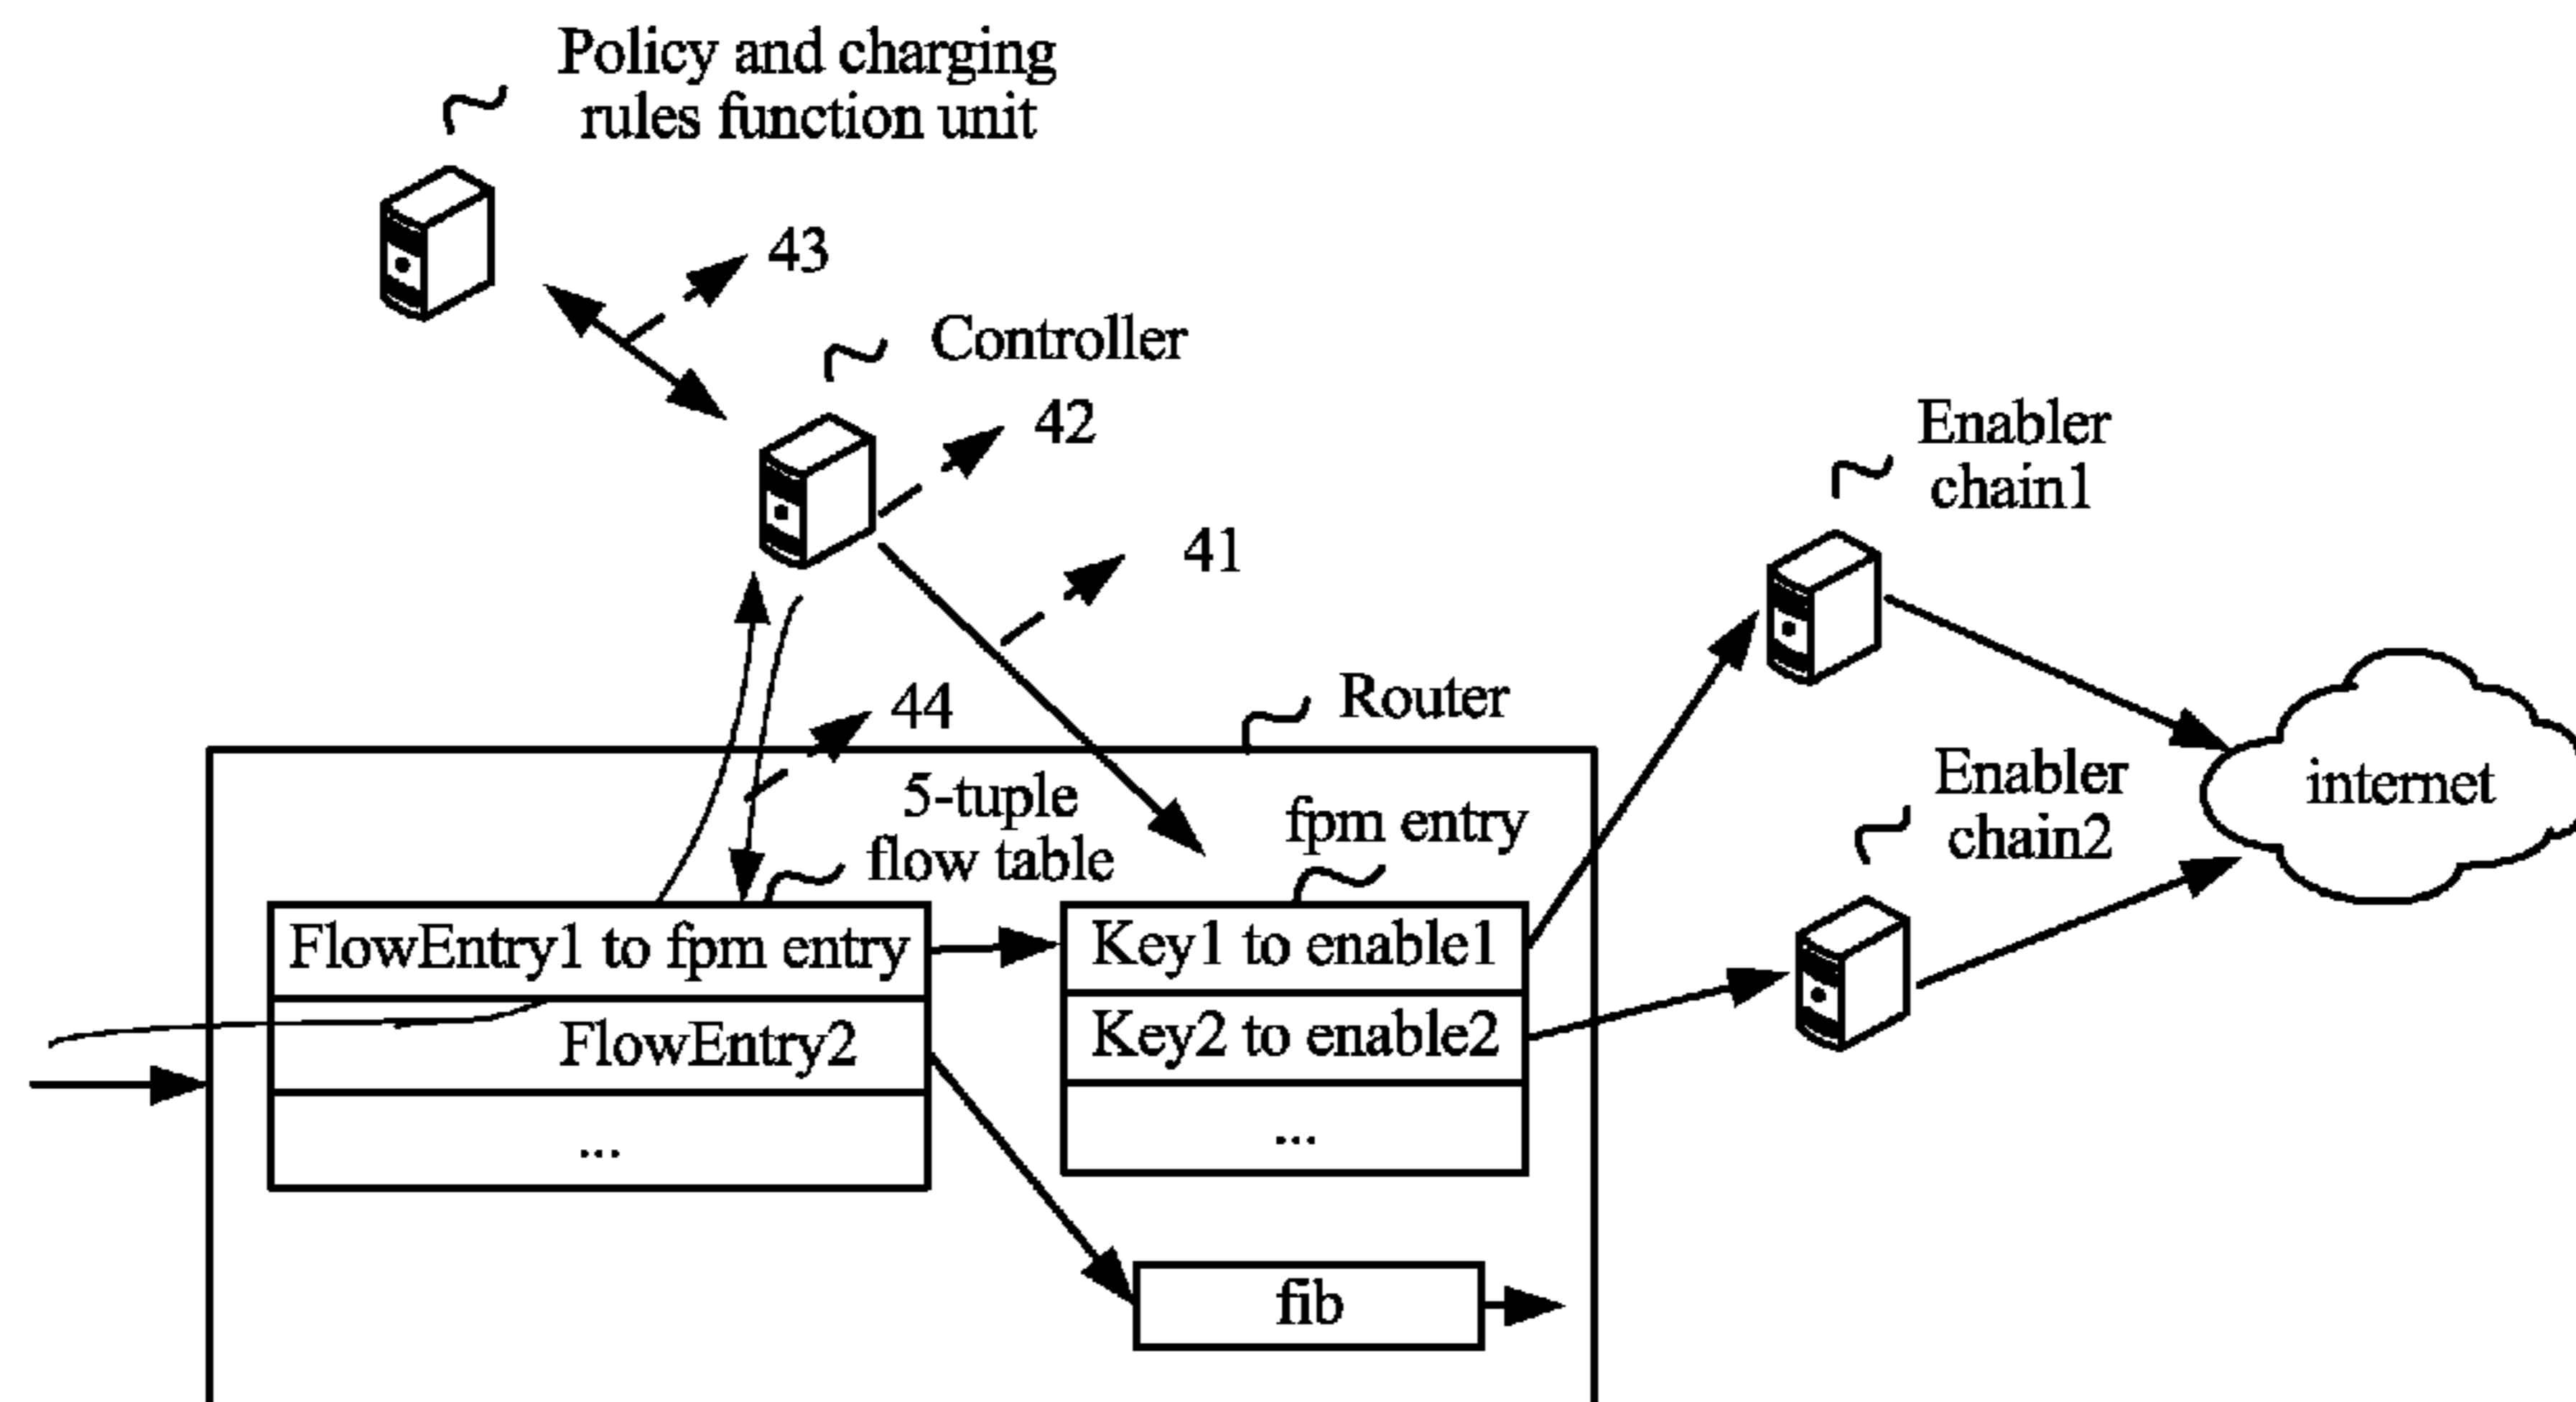 Policy and charging
rules function unit
43
Controller
42
Enabler
chain1
41
Router
44
Enabler
chain2
internet
5-tuple
flow table
fpm entry
FlowEntry1 to fpm entry
Key1 to enable1
FlowEntry2
Key2 to enable2
...
...
fib